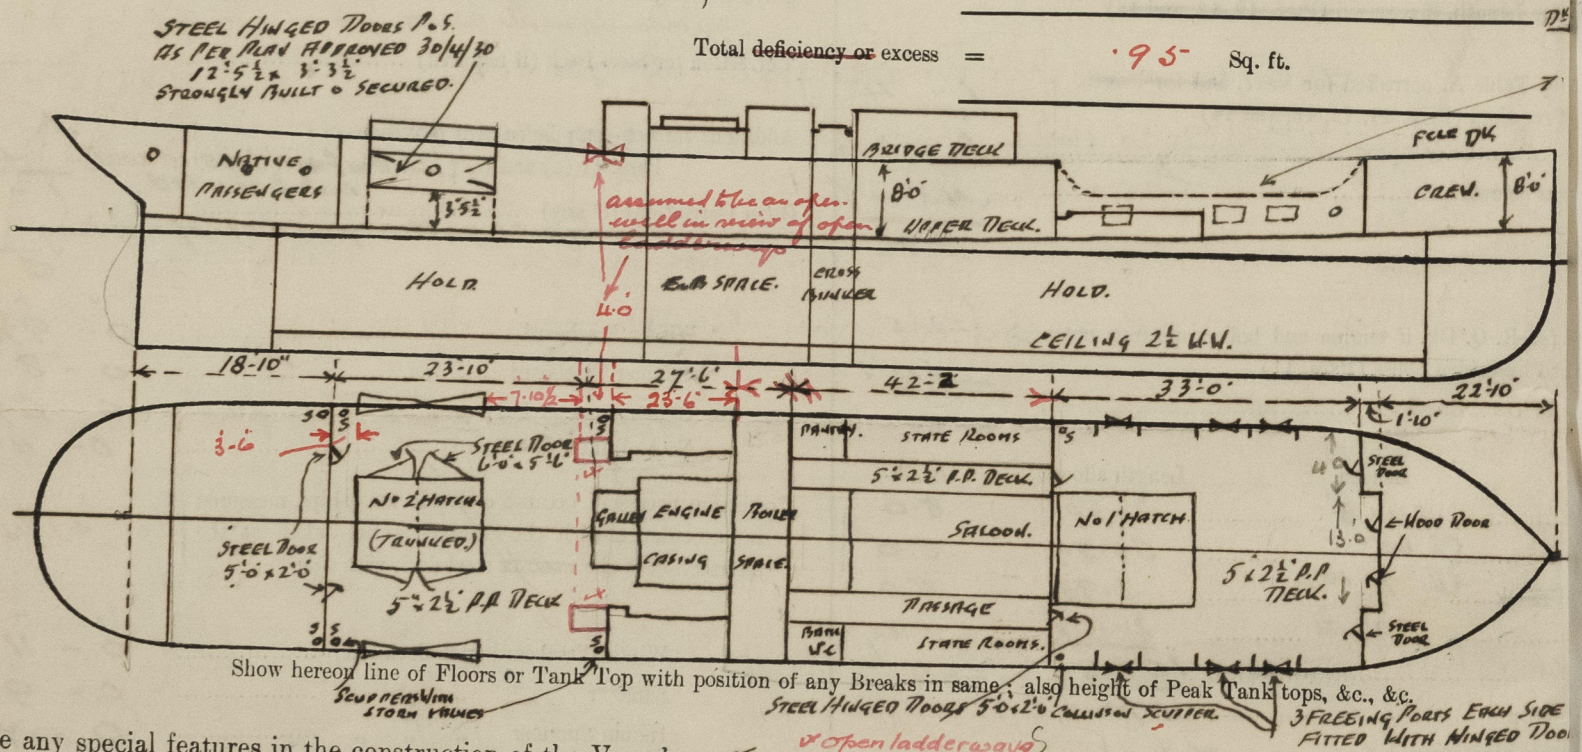 STEEL HINGED DOORS P.S.
AS PER PLAN APPROVED 30/4/30
12'-5½" x 3'-3½"
STRONGLY BUILT & SECURED.
Total deficiency or excess = .95 Sq. ft.
DK
F'CLE DK
NATIVE
PASSENGERS
3'5½"
BRIDGE DECK
8'0"
UPPER DECK.
CREW.
8'0"
assumed to be an open
well in view of open
ladderways
HOLD.
E&B SPACE.
CROSS
BUNKER
HOLD.
4.0
CEILING 2½ W.W.
18'-10"
23'-10"
27'-6"
42-2
33'-0"
22'-10"
7.10½
23'-6"
1'-10"
3'-6
STEEL DOOR
6'0" x 5'6"
No 2 HATCH.
(TRUNKED.)
STEEL DOOR
5'-0" x 2'-0"
5" x 2½" P.P. DECK
GALLEY
ENGINE
CASING
BOILER
SPACE.
PANTRY.
STATE ROOMS
5" x 2½" P.P. DECK.
SALOON.
PASSAGE
BATH
WC
STATE ROOMS.
No 1 HATCH
4.0
13.0
STEEL
DOOR
WOOD DOOR
5 x 2½" P.P
DECK.
STEEL
DOOR
Show hereon line of Floors or Tank Top with position of any Breaks in same; also height of Peak Tank tops, &c., &c.
SCUPPERS WITH
STORM VALVES
STEEL HINGED DOORS 5'0" x 2'0"
COMMON SCUPPER.
3 FREEING PORTS EACH SIDE
FITTED WITH HINGED DOO
e any special features in the construction of the
open ladderways